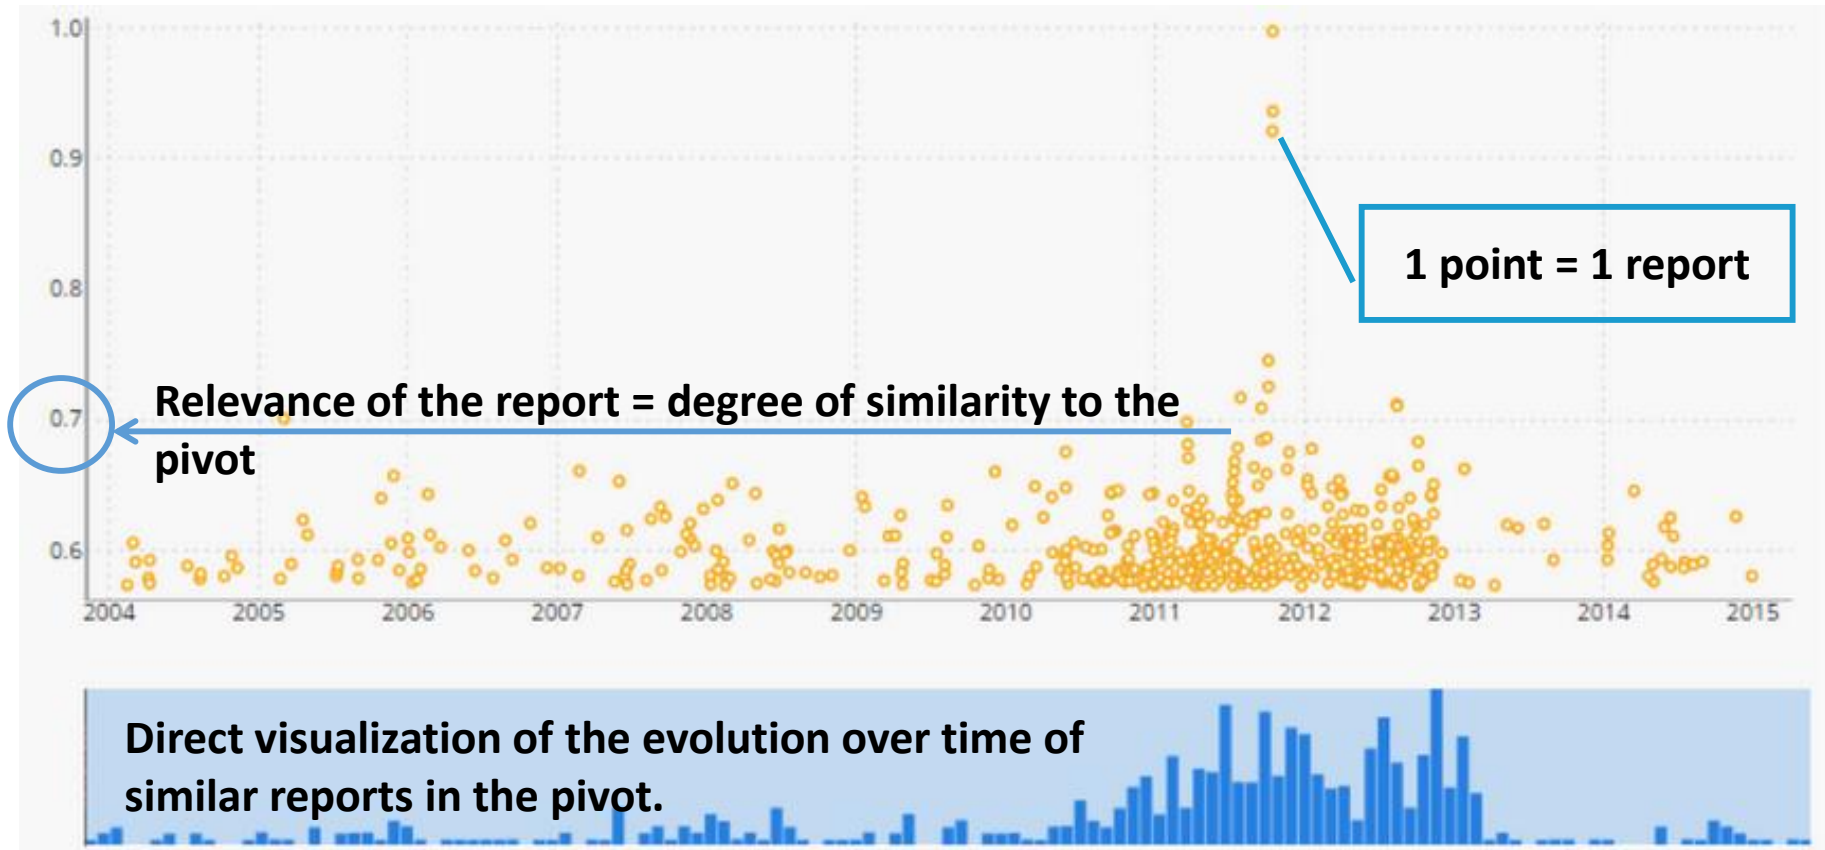 1.0
0.9
1 point = 1 report
0.8
Relevance of the report = degree of similarity to the
0.7
pivot
0.6
2004 2005 2006 2007 2008 2009 2010 2011 2012 2013 2014 2015
Direct visualization of the evolution over time of
similar reports in the pivot.